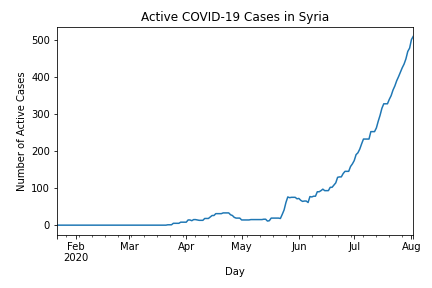 Active COVID-19 Cases in Syria
Number of Active Cases
500
400
300
200
100
0
Feb Mar Apr May Jun Jul Aug
2020
Day